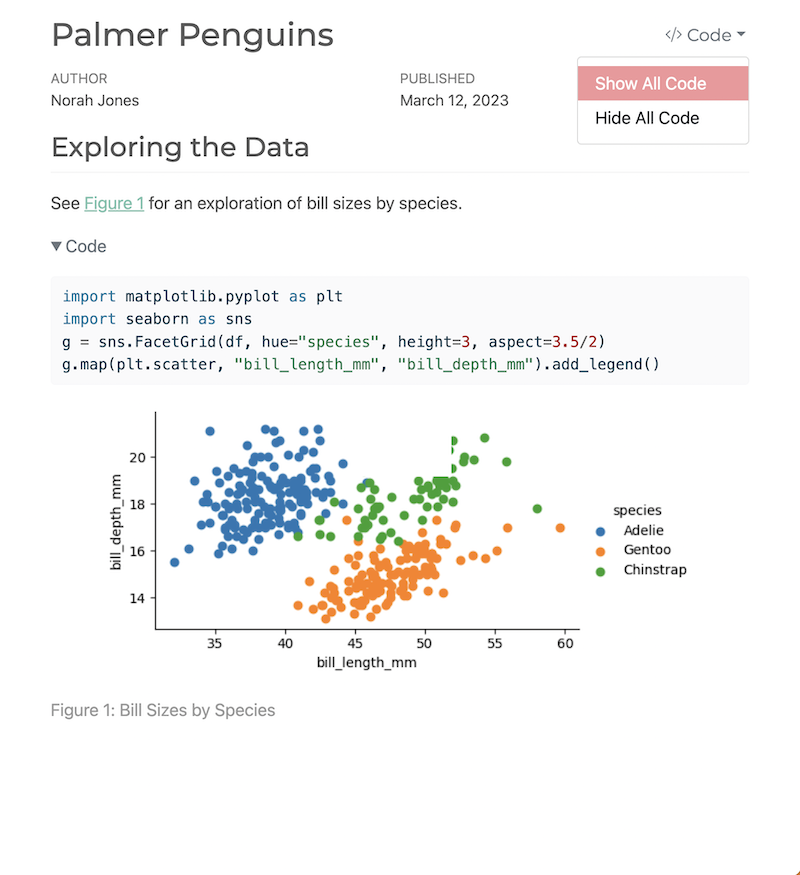 Palmer Penguins
</> Code
AUTHOR
Norah Jones
PUBLISHED
March 12, 2023
Show All Code
Hide All Code
Exploring the Data
See Figure 1 for an exploration of bill sizes by species.
Code
import matplotlib.pyplot as plt
import seaborn as sns
g = sns.FacetGrid(df, hue="species", height=3, aspect=3.5/2)
g.map(plt.scatter, "bill_length_mm", "bill_depth_mm").add_legend()
20
18
16
14
bill_depth_mm
35 40 45 50 55 60
bill_length_mm
species
Adelie
Gentoo
Chinstrap
Figure 1: Bill Sizes by Species